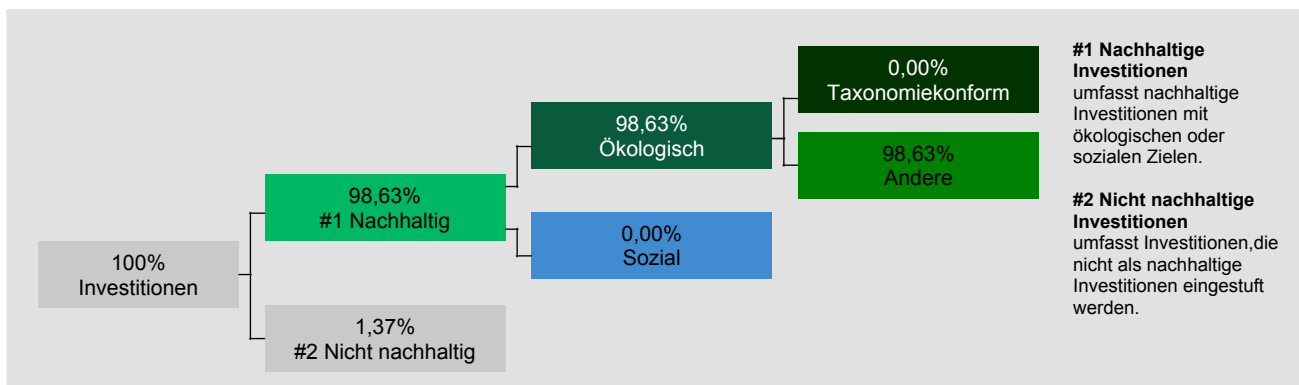 100%
Investitionen
98,63%
#1 Nachhaltig
1,37%
#2 Nicht nachhaltig
98,63%
Ökologisch
0,00%
Sozial
0,00%
Taxonomiekonform
98,63%
Andere
#1 Nachhaltige
Investitionen
umfasst nachhaltige
Investitionen mit
ökologischen oder
sozialen Zielen.
#2 Nicht nachhaltige
Investitionen
umfasst Investitionen,die
nicht als nachhaltige
Investitionen eingestuft
werden.